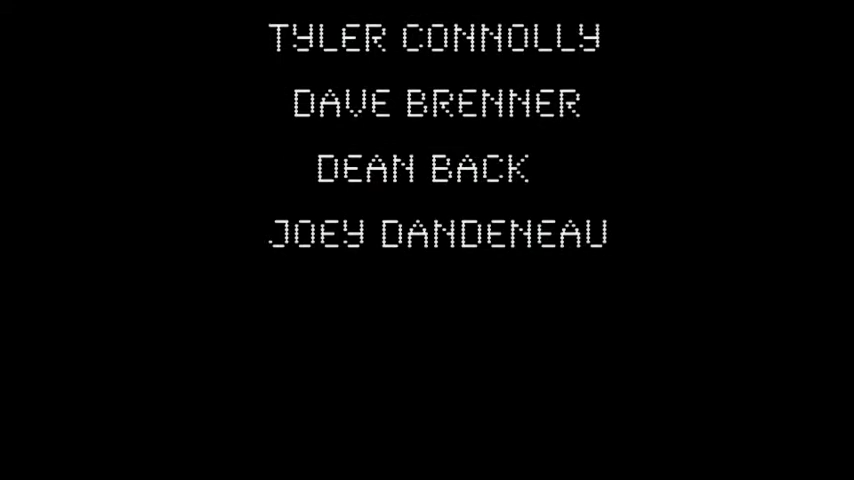 TYLER CONNOLLY
DAVE BRENNER
DEAN BACK
JOEY DANDENEAU